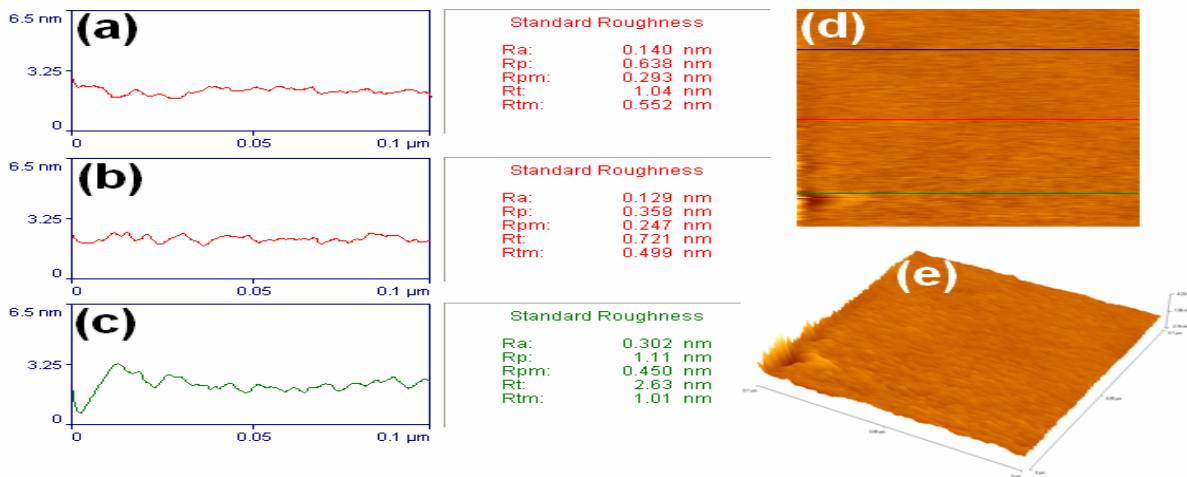 (a)
6.5 nm
3.25
0
0 0.05 0.1 µm
Standard Roughness
Ra: 0.140 nm
Rp: 0.638 nm
Rpm: 0.293 nm
Rt: 1.04 nm
Rtm: 0.552 nm
(b)
6.5 nm
3.25
0
0 0.05 0.1 µm
Standard Roughness
Ra: 0.129 nm
Rp: 0.358 nm
Rpm: 0.247 nm
Rt: 0.721 nm
Rtm: 0.499 nm
(c)
6.5 nm
3.25
0
0 0.05 0.1 µm
Standard Roughness
Ra: 0.302 nm
Rp: 1.11 nm
Rpm: 0.450 nm
Rt: 2.63 nm
Rtm: 1.01 nm
(d)
(e)